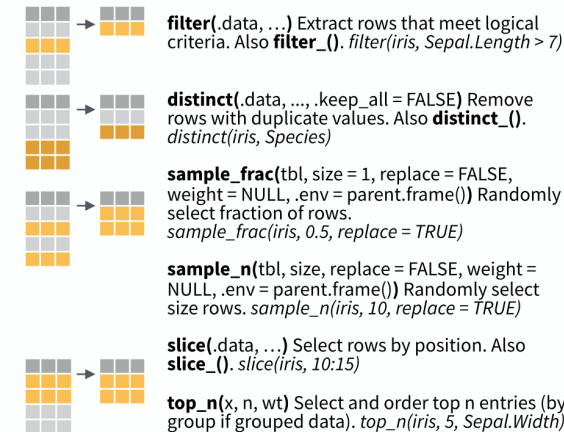 filter(.data, …) Extract rows that meet logical
criteria. Also filter_(). filter(iris, Sepal.Length > 7)
distinct(.data, ..., .keep_all = FALSE) Remove
rows with duplicate values. Also distinct_().
distinct(iris, Species)
sample_frac(tbl, size = 1, replace = FALSE,
weight = NULL, .env = parent.frame()) Randomly
select fraction of rows.
sample_frac(iris, 0.5, replace = TRUE)
sample_n(tbl, size, replace = FALSE, weight =
NULL, .env = parent.frame()) Randomly select
size rows. sample_n(iris, 10, replace = TRUE)
slice(.data, …) Select rows by position. Also
slice_(). slice(iris, 10:15)
top_n(x, n, wt) Select and order top n entries (by
group if grouped data). top_n(iris, 5, Sepal.Width)